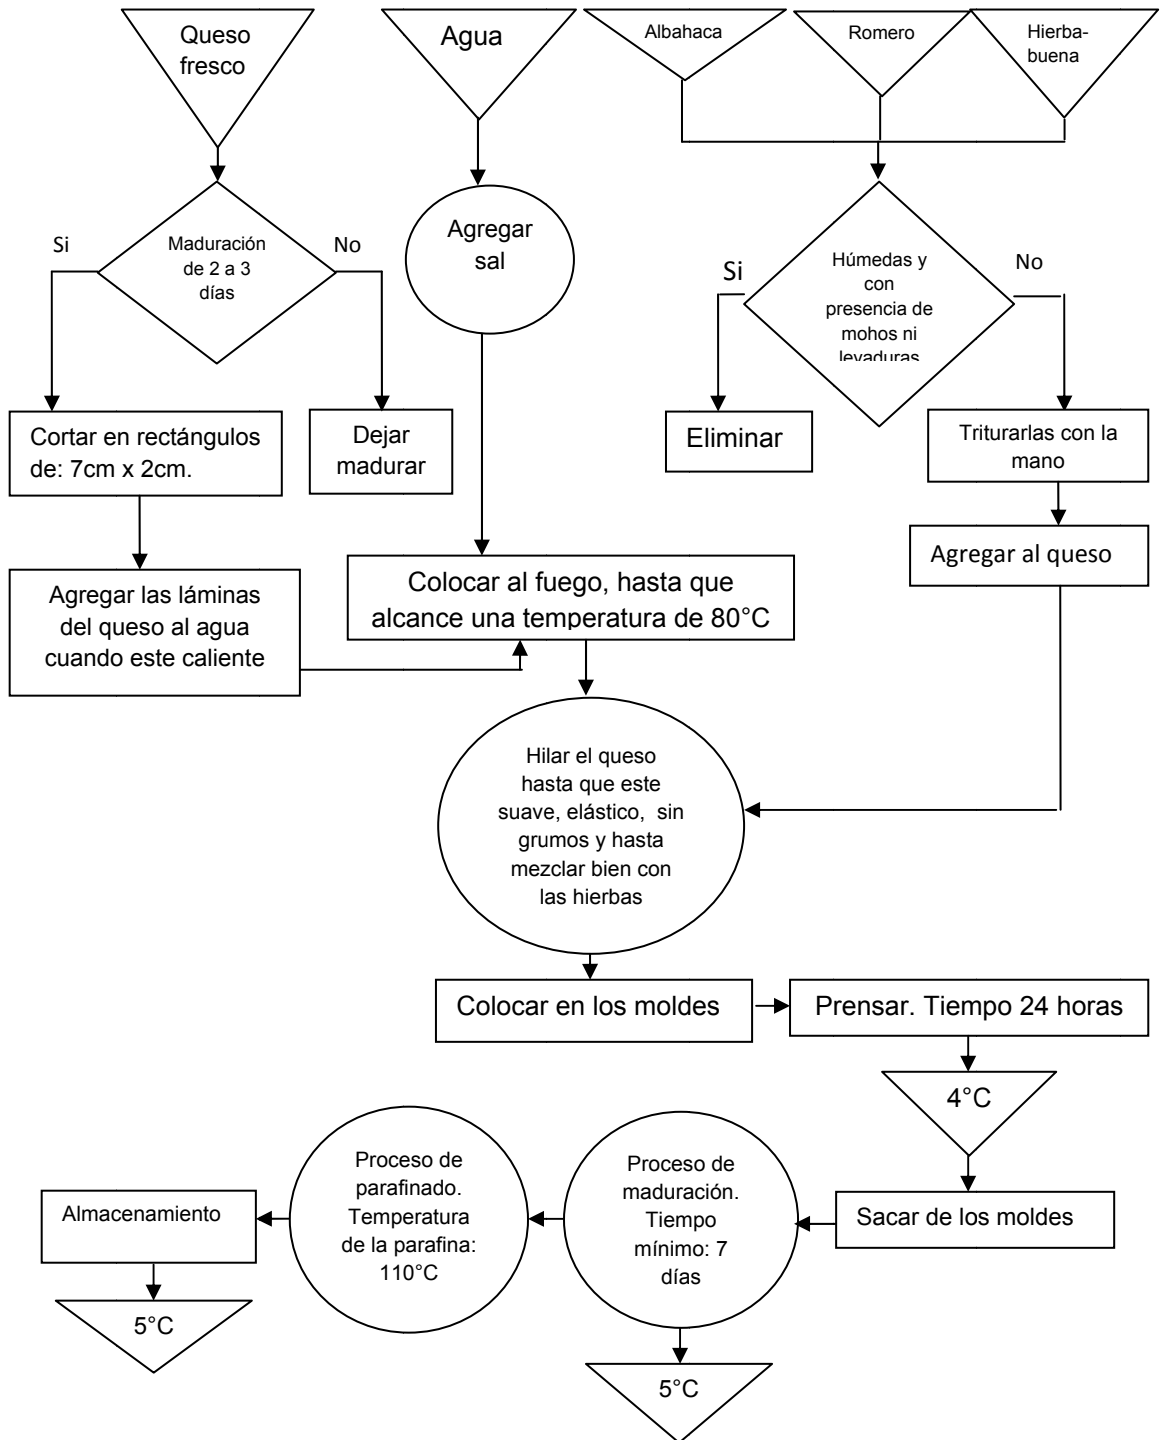 Queso
fresco
Agua
Albahaca
Romero
Hierba-
buena
Si
Maduración
de 2 a 3
días
No
Agregar
sal
Si
Húmedas y
con
presencia de
mohos ni
levaduras
No
Cortar en rectángulos
de: 7cm x 2cm.
Dejar
madurar
Eliminar
Triturarlas con la
mano
Agregar las láminas
del queso al agua
cuando este caliente
Colocar al fuego, hasta que
alcance una temperatura de 80°C
Agregar al queso
Hilar el queso
hasta que este
suave, elástico, sin
grumos y hasta
mezclar bien con
las hierbas
Colocar en los moldes
Prensar. Tiempo 24 horas
4°C
Sacar de los moldes
Proceso de
maduración.
Tiempo
mínimo: 7
días
5°C
Proceso de
parafinado.
Temperatura
de la parafina:
110°C
Almacenamiento
5°C